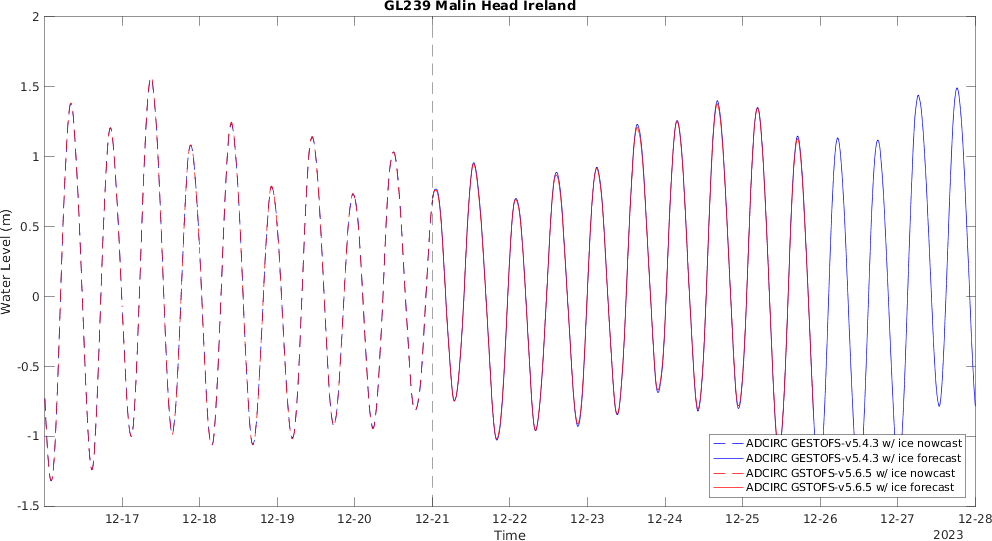 GL239 Malin Head Ireland
2
1.5
1
0.5
0
-0.5
-1
-1.5
Water Level (m)
ADCIRC GESTOFS-v5.4.3 w/ ice nowcast
ADCIRC GESTOFS-v5.4.3 w/ ice forecast
ADCIRC GSTOFS-v5.6.5 w/ ice nowcast
ADCIRC GSTOFS-v5.6.5 w/ ice forecast
12-17 12-18 12-19 12-20 12-21 12-22 12-23 12-24 12-25 12-26 12-27 12-28
Time
2023